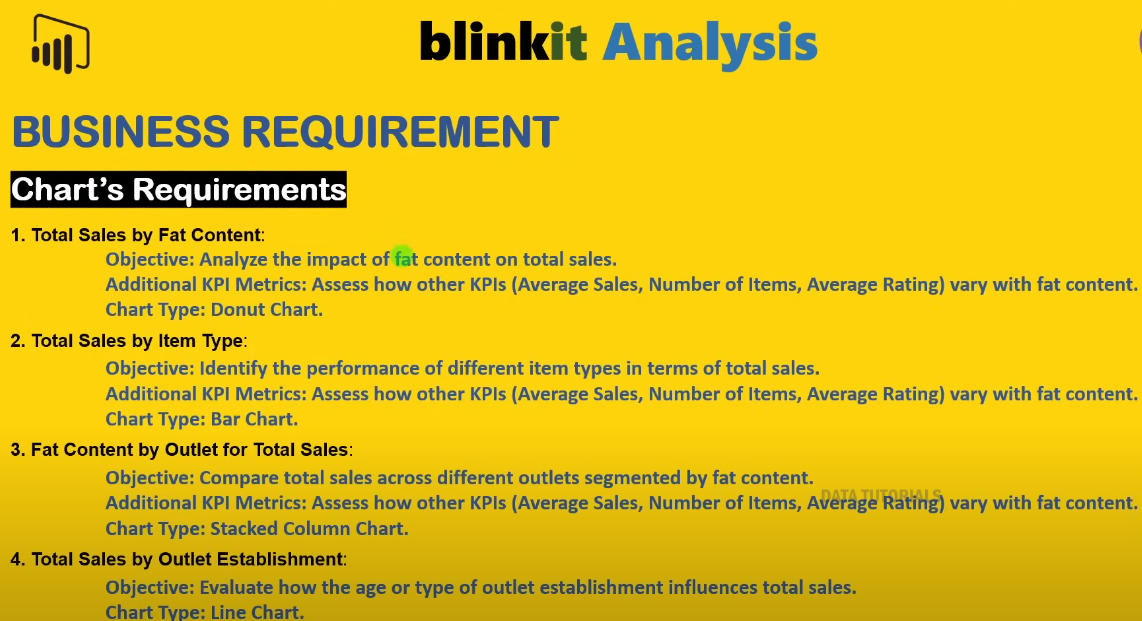 blinkit Analysis
BUSINESS REQUIREMENT
Chart's Requirements
1. Total Sales by Fat Content:
Objective: Analyze the impact of fat content on total sales.
Additional KPI Metrics: Assess how other KPIs (Average Sales, Number of Items, Average Rating) vary with fat content.
Chart Type: Donut Chart.
2. Total Sales by Item Type:
Objective: Identify the performance of different item types in terms of total sales.
Additional KPI Metrics: Assess how other KPIs (Average Sales, Number of Items, Average Rating) vary with fat content.
Chart Type: Bar Chart.
3. Fat Content by Outlet for Total Sales:
Objective: Compare total sales across different outlets segmented by fat content.
DATA TUTORIALS
Additional KPI Metrics: Assess how other KPIs (Average Sales, Number of Items, Average Rating) vary with fat content.
Chart Type: Stacked Column Chart.
4. Total Sales by Outlet Establishment:
Objective: Evaluate how the age or type of outlet establishment influences total sales.
Chart Type: Line Chart.